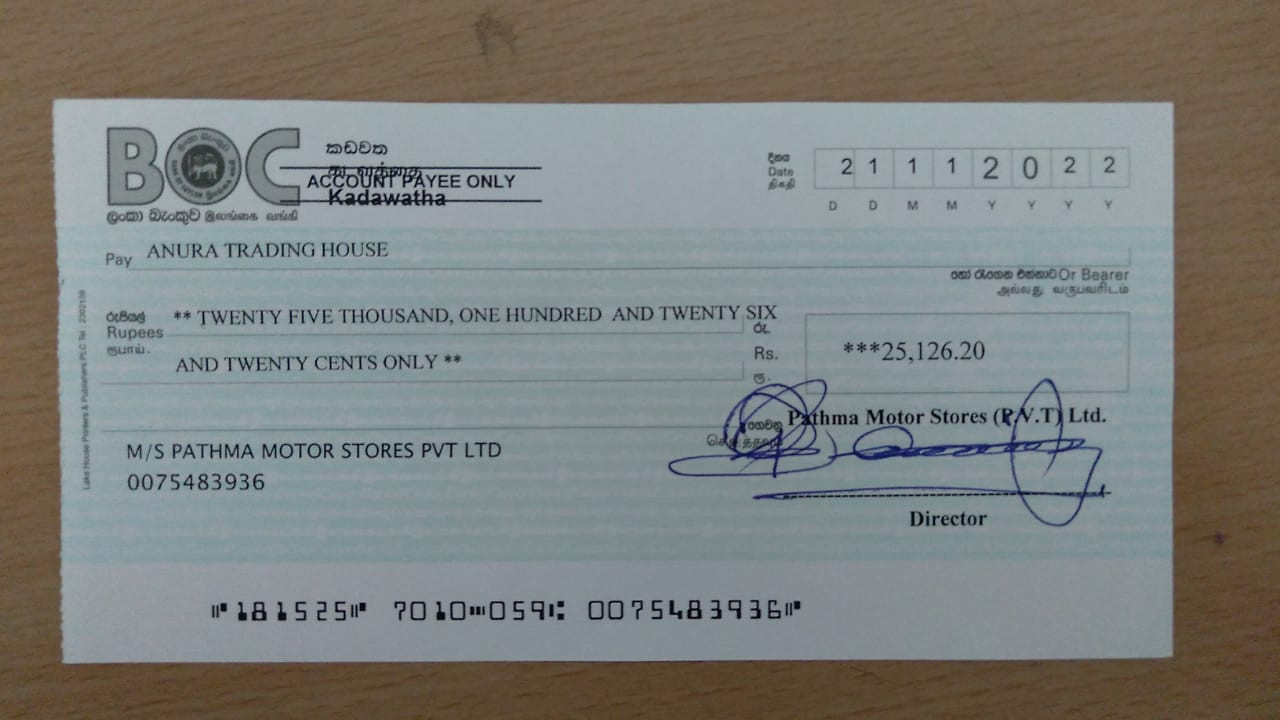 BOC
ලංකා බැංකුව இலங்கை வங்கி
කඩවත
ACCOUNT PAYEE ONLY
Kadawatha
දිනය
Date
திகதி
2 1 1 1 2 0 2 2
D D M M Y Y Y Y
Pay ANURA TRADING HOUSE
හෝ රැගෙන එන්නාට Or Bearer
அல்லது வருபவரிடம்
රුපියල්
Rupees
ரூபாய்.
** TWENTY FIVE THOUSAND, ONE HUNDRED AND TWENTY SIX
AND TWENTY CENTS ONLY **
රු.
Rs.
ரூ.
***25,126.20
Pathma Motor Stores (P.V.T) Ltd.
M/S PATHMA MOTOR STORES PVT LTD
0075483936
Director
⑈181525⑈ 7010⑉059⑆ 0075483936⑈